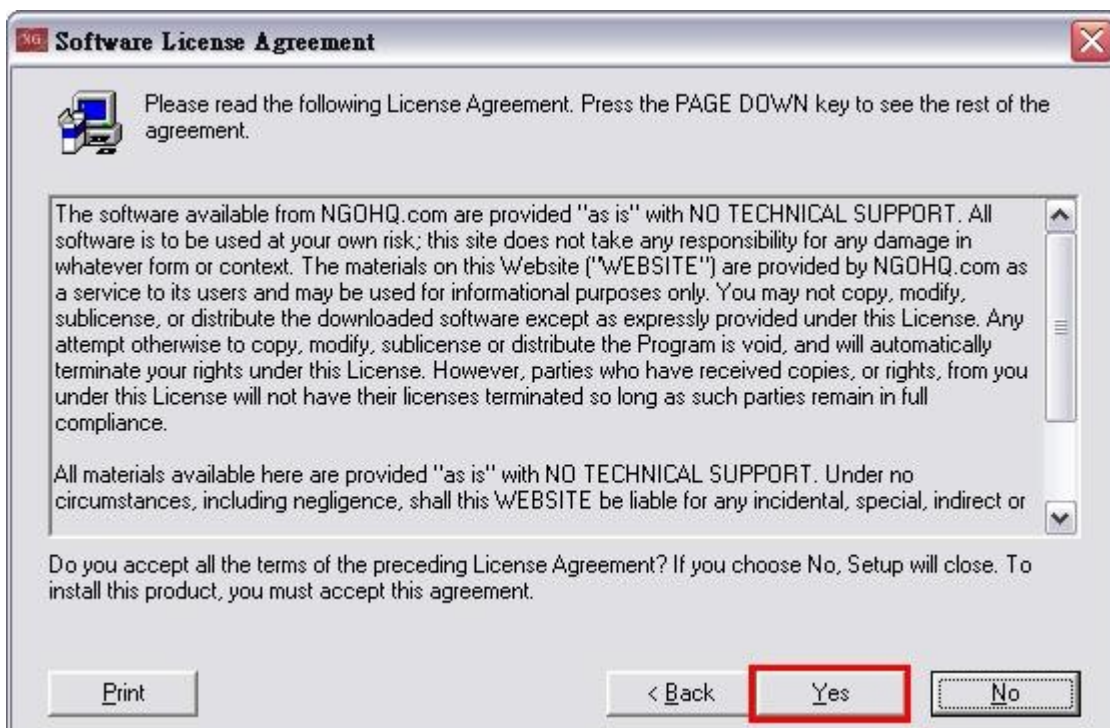 NG
Software License Agreement
Please read the following License Agreement. Press the PAGE DOWN key to see the rest of the
agreement.
The software available from NGOHQ.com are provided "as is" with NO TECHNICAL SUPPORT. All
software is to be used at your own risk; this site does not take any responsibility for any damage in
whatever form or context. The materials on this Website ("WEBSITE") are provided by NGOHQ.com as
a service to its users and may be used for informational purposes only. You may not copy, modify,
sublicense, or distribute the downloaded software except as expressly provided under this License. Any
attempt otherwise to copy, modify, sublicense or distribute the Program is void, and will automatically
terminate your rights under this License. However, parties who have received copies, or rights, from you
under this License will not have their licenses terminated so long as such parties remain in full
compliance.
All materials available here are provided "as is" with NO TECHNICAL SUPPORT. Under no
circumstances, including negligence, shall this WEBSITE be liable for any incidental, special, indirect or
Do you accept all the terms of the preceding License Agreement? If you choose No, Setup will close. To
install this product, you must accept this agreement.
Print < Back Yes No